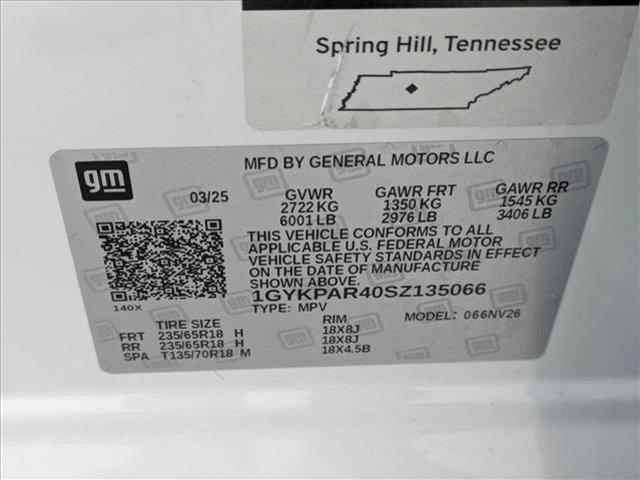 Spring Hill, Tennessee
gm
MFD BY GENERAL MOTORS LLC
03/25 GVWR GAWR FRT GAWR RR
2722 KG 1350 KG 1545 KG
6001 LB 2976 LB 3406 LB
THIS VEHICLE CONFORMS TO ALL
APPLICABLE U.S. FEDERAL MOTOR
VEHICLE SAFETY STANDARDS IN EFFECT
ON THE DATE OF MANUFACTURE
SHOWN ABOVE.
1GYKPAR40SZ135066
140X TYPE: MPV MODEL: 066NV26
TIRE SIZE RIM
FRT 235/65R18 H 18X8J
RR 235/65R18 H 18X8J
SPA T135/70R18 M 18X4.5B